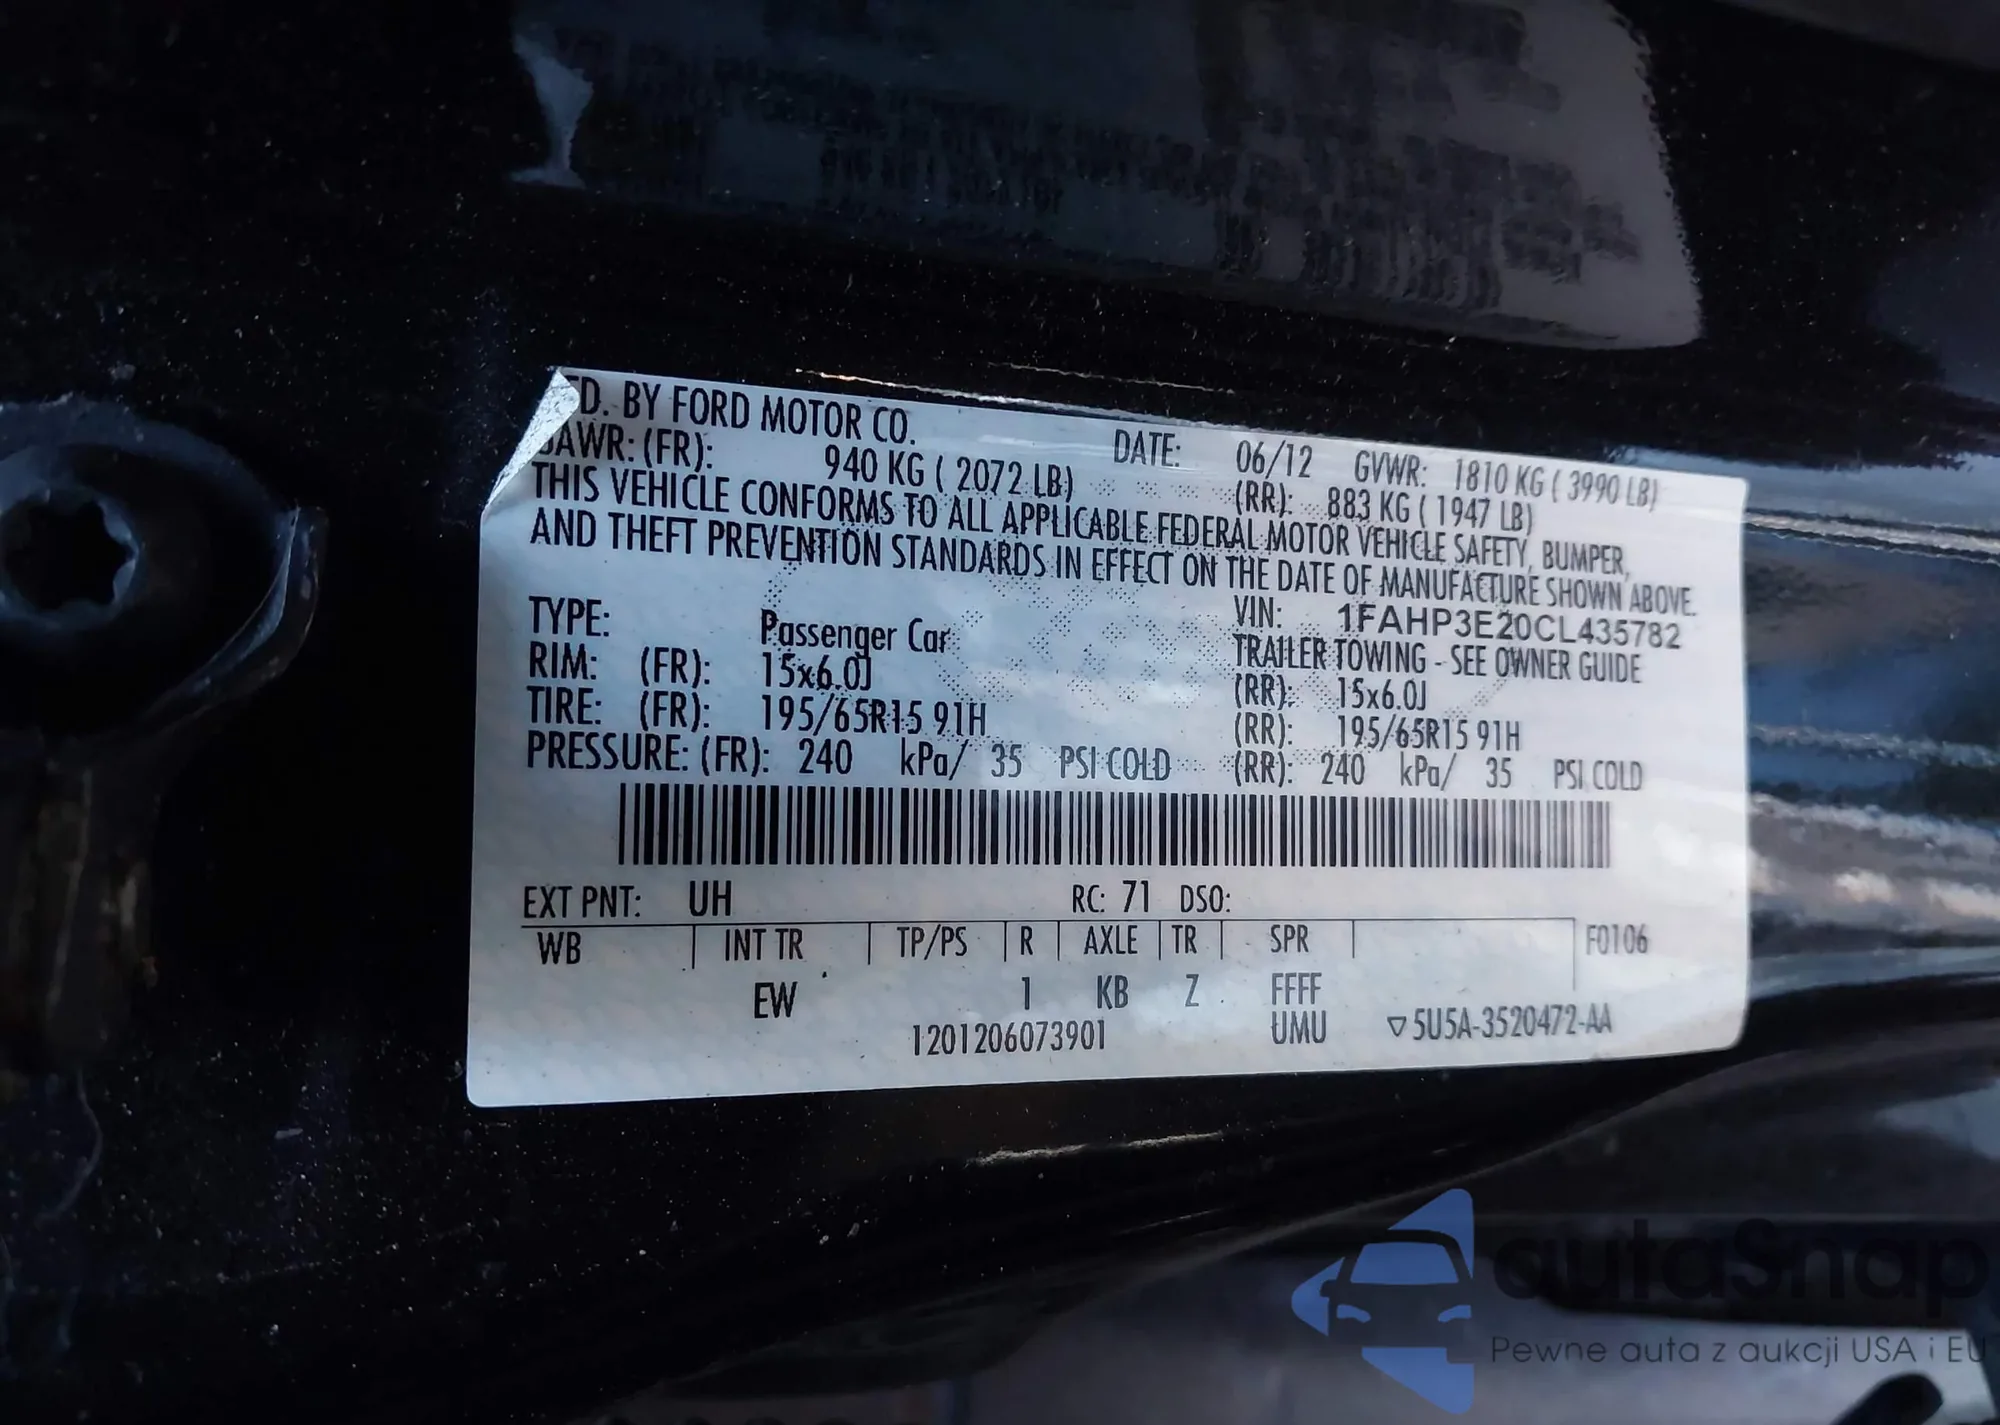 FD. BY FORD MOTOR CO. DATE: 06/12 GVWR: 1810 KG ( 3990 LB)
GAWR: (FR): 940 KG ( 2072 LB) (RR): 883 KG ( 1947 LB)
THIS VEHICLE CONFORMS TO ALL APPLICABLE FEDERAL MOTOR VEHICLE SAFETY, BUMPER,
AND THEFT PREVENTION STANDARDS IN EFFECT ON THE DATE OF MANUFACTURE SHOWN ABOVE.
VIN: 1FAHP3E20CL435782
TYPE: Passenger Car TRAILER TOWING - SEE OWNER GUIDE
RIM: (FR): 15x6.0J (RR): 15x6.0J
TIRE: (FR): 195/65R15 91H (RR): 195/65R15 91H
PRESSURE: (FR): 240 kPa/ 35 PSI COLD (RR): 240 kPa/ 35 PSI COLD
EXT PNT: UH RC: 71 DSO:
WB INT TR TP/PS R AXLE TR SPR F0106
EW 1 KB Z FFFF
1201206073901 UMU ▽5U5A-3520472-AA
autaSnap
Pewne auta z aukcji USA i EU